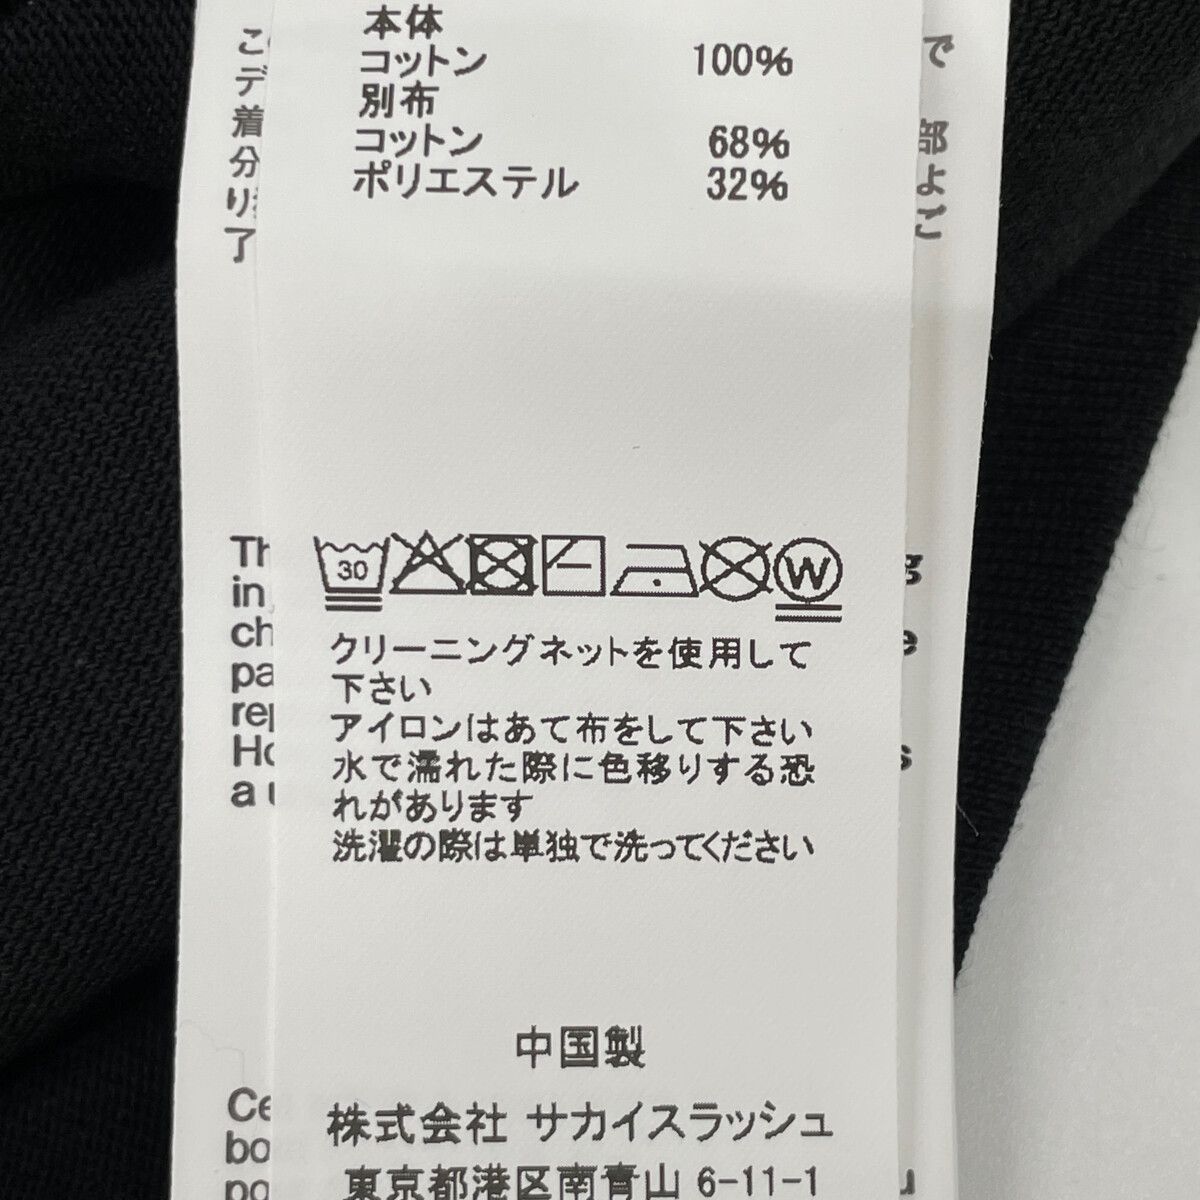 本体
コットン 100%
別布
コットン 68%
ポリエステル 32%
30
W
クリーニングネットを使用して
下さい
アイロンはあて布をして下さい
水で濡れた際に色移りする恐
れがあります
洗濯の際は単独で洗ってください
中国製
株式会社 サカイスラッシュ
東京都港区南青山 6-11-1